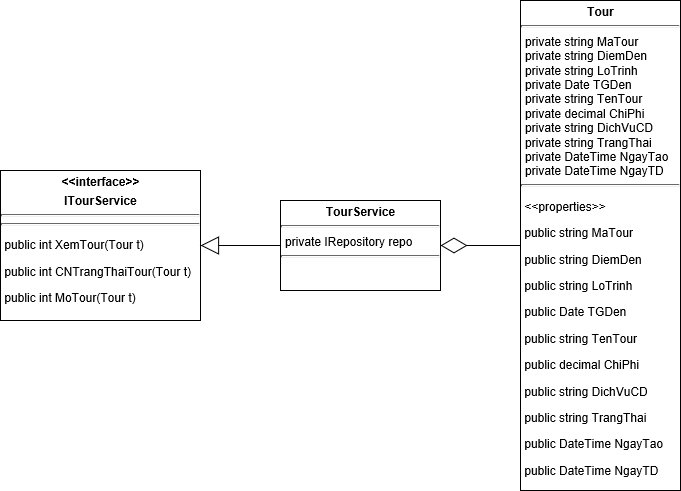 <<interface>>
ITourService
public int XemTour(Tour t)
public int CNTrangThaiTour(Tour t)
public int MoTour(Tour t)
TourService
private IRepository repo
Tour
private string MaTour
private string DiemDen
private string LoTrinh
private Date TGDen
private string TenTour
private decimal ChiPhi
private string DichVuCD
private string TrangThai
private DateTime NgayTao
private DateTime NgayTD
<<properties>>
public string MaTour
public string DiemDen
public string LoTrinh
public Date TGDen
public string TenTour
public decimal ChiPhi
public string DichVuCD
public string TrangThai
public DateTime NgayTao
public DateTime NgayTD